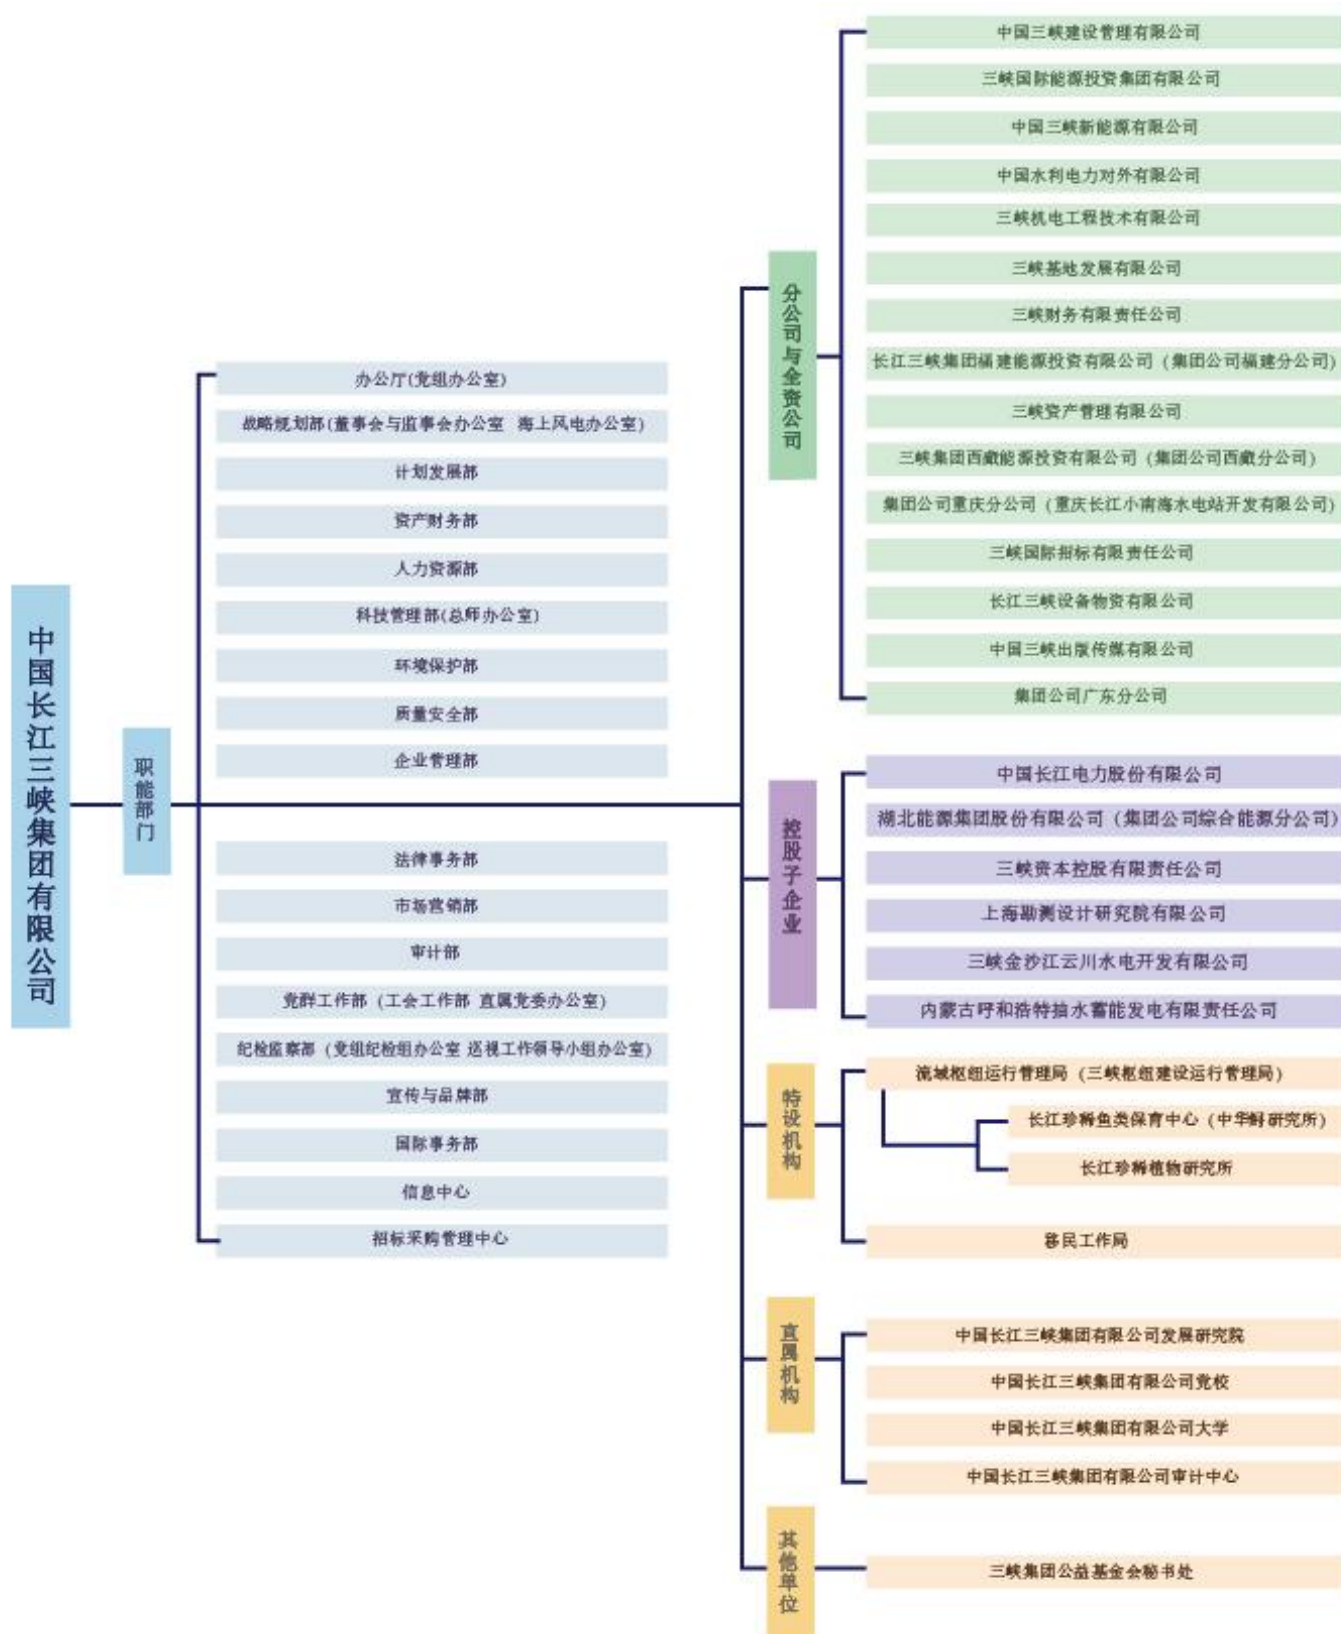 中国长江三峡集团有限公司
职能部门
办公厅(党组办公室)
战略规划部(董事会与监事会办公室 海上风电办公室)
计划发展部
资产财务部
人力资源部
科技管理部(总师办公室)
环境保护部
质量安全部
企业管理部
法律事务部
市场营销部
审计部
党群工作部（工会工作部 直属党委办公室）
纪检监察部（党组纪检组办公室 巡视工作领导小组办公室）
宣传与品牌部
国际事务部
信息中心
招标采购管理中心
分公司与全资公司
中国三峡建设管理有限公司
三峡国际能源投资集团有限公司
中国三峡新能源有限公司
中国水利电力对外有限公司
三峡机电工程技术有限公司
三峡基地发展有限公司
三峡财务有限责任公司
长江三峡集团福建能源投资有限公司（集团公司福建分公司）
三峡资产管理有限公司
三峡集团西藏能源投资有限公司（集团公司西藏分公司）
集团公司重庆分公司（重庆长江小南海水电站开发有限公司）
三峡国际招标有限责任公司
长江三峡设备物资有限公司
中国三峡出版传媒有限公司
集团公司广东分公司
控股子企业
中国长江电力股份有限公司
湖北能源集团股份有限公司（集团公司综合能源分公司）
三峡资本控股有限责任公司
上海勘测设计研究院有限公司
三峡金沙江云川水电开发有限公司
内蒙古呼和浩特抽水蓄能发电有限责任公司
特设机构
流域枢纽运行管理局（三峡枢纽建设运行管理局）
长江珍稀鱼类保育中心（中华鲟研究所）
长江珍稀植物研究所
移民工作局
直属机构
中国长江三峡集团有限公司发展研究院
中国长江三峡集团有限公司党校
中国长江三峡集团有限公司大学
中国长江三峡集团有限公司审计中心
其他单位
三峡集团公益基金会秘书处